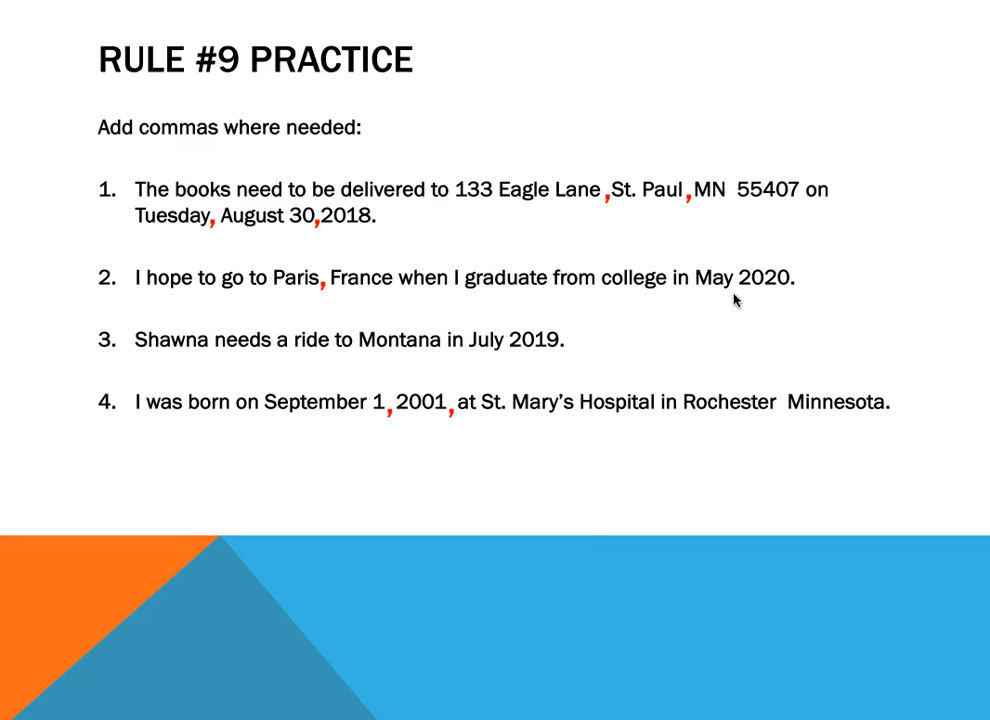 RULE #9 PRACTICE
Add commas where needed:
1. The books need to be delivered to 133 Eagle Lane ,St. Paul ,MN 55407 on
Tuesday, August 30,2018.
2. I hope to go to Paris, France when I graduate from college in May 2020.
3. Shawna needs a ride to Montana in July 2019.
4. I was born on September 1, 2001, at St. Mary’s Hospital in Rochester Minnesota.